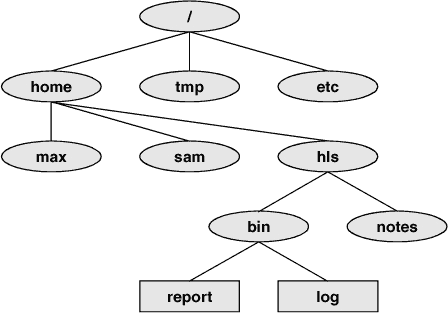 /
home tmp etc
max sam hls
bin notes
report log